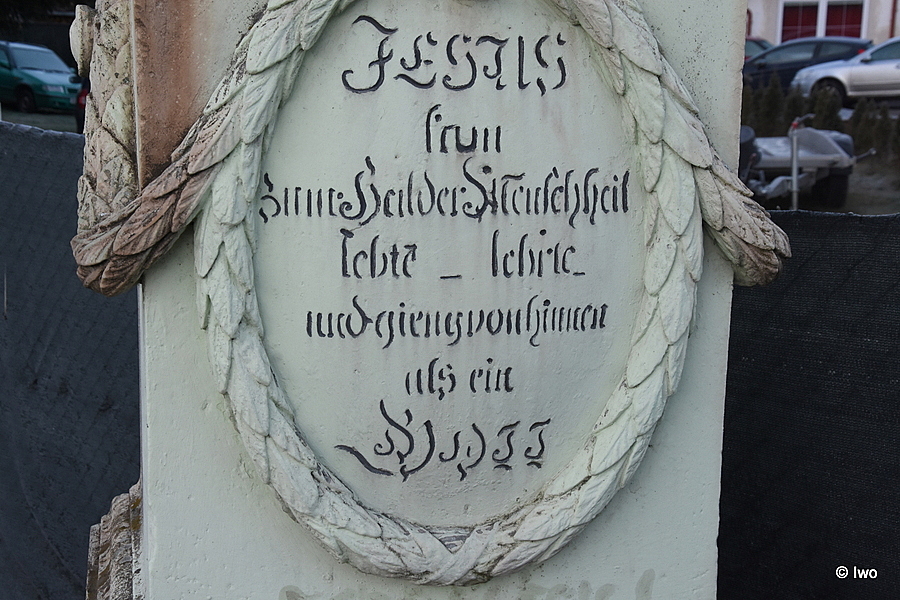 JESUS
kam
zum Heil der Menschheit
lebte – lehrte –
und gieng von hinnen
als ein
GOTT
© Iwo